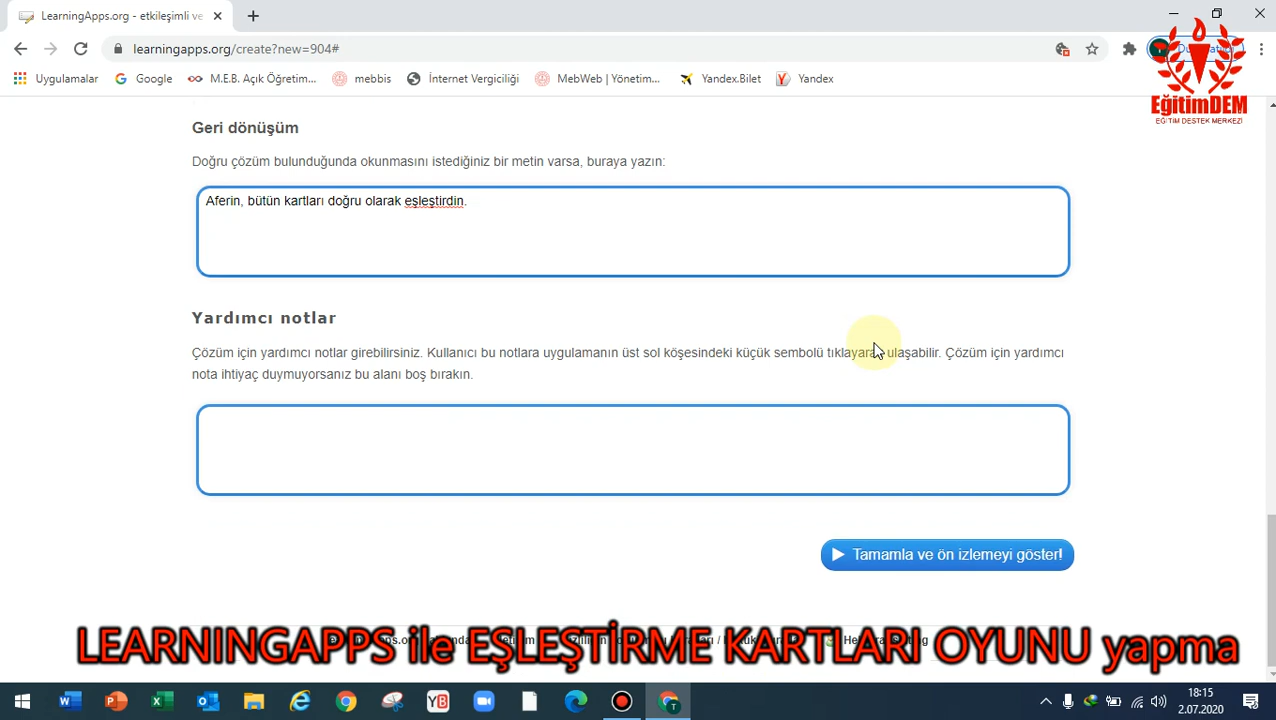 LearningApps.org - etkileşimli ve
learningapps.org/create?new=904#
Uygulamalar Google M.E.B. Açık Öğretim... mebbis İnternet Vergiciliği MebWeb | Yönetim... Yandex.Bilet Yandex
EğitimDEM
EĞİTİM DESTEK MERKEZİ
Geri dönüşüm
Doğru çözüm bulunduğunda okunmasını istediğiniz bir metin varsa, buraya yazın:
Aferin, bütün kartları doğru olarak eşleştirdin.
Yardımcı notlar
Çözüm için yardımcı notlar girebilirsiniz. Kullanıcı bu notlara uygulamanın üst sol köşesindeki küçük sembolü tıklayarak ulaşabilir. Çözüm için yardımcı
nota ihtiyaç duymuyorsanız bu alanı boş bırakın.
Tamamla ve ön izlemeyi göster!
LEARNINGAPPS ile EŞLEŞTİRME KARTLARI OYUNU yapma
18:15
2.07.2020